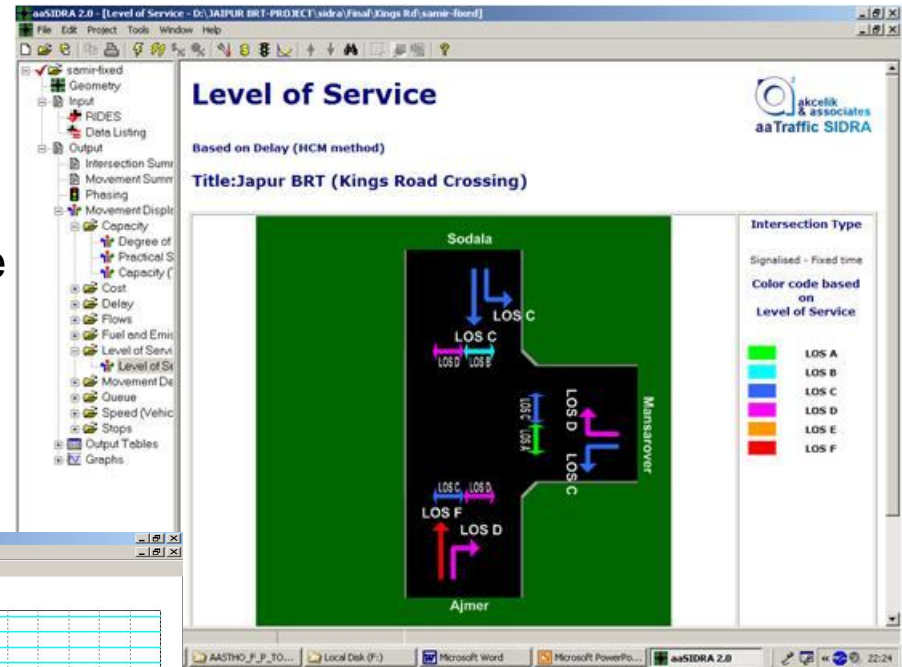 aaSIDRA 2.0 - [Level of Service - D:\JAIPUR BRT-PROJECT\sidra\Final\Kings Rd\samir-fixed]
File Edit Project Tools Window Help
samir-fixed
Geometry
Input
RIDES
Data Listing
Output
Intersection Summ
Movement Summ
Phasing
Movement Displa
Capacity
Degree of
Practical S
Capacity (
Cost
Delay
Flows
Fuel and Emis
Level of Servi
Level of Se
Movement De
Queue
Speed (Vehic
Stops
Output Tables
Graphs
Level of Service
akcelik
& associates
aaTraffic SIDRA
Based on Delay (HCM method)
Title:Japur BRT (Kings Road Crossing)
Sodala
LOS C
LOS C
LOS D LOS B
LOS C
LOS A
LOS D
LOS C
Mansarover
LOS C LOS D
LOS F
LOS D
Ajmer
Intersection Type
Signalised - Fixed time
Color code based
on
Level of Service
LOS A
LOS B
LOS C
LOS D
LOS E
LOS F
e
AASTHO_F_P_TO...
Local Disk (F:)
Microsoft Word
Microsoft PowerPo...
aaSIDRA 2.0
22:24